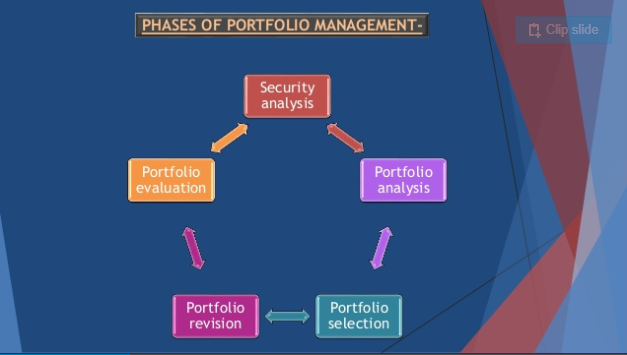 PHASES OF PORTFOLIO MANAGEMENT-
Clip slide
Security
analysis
Portfolio
evaluation
Portfolio
analysis
Portfolio
revision
Portfolio
selection